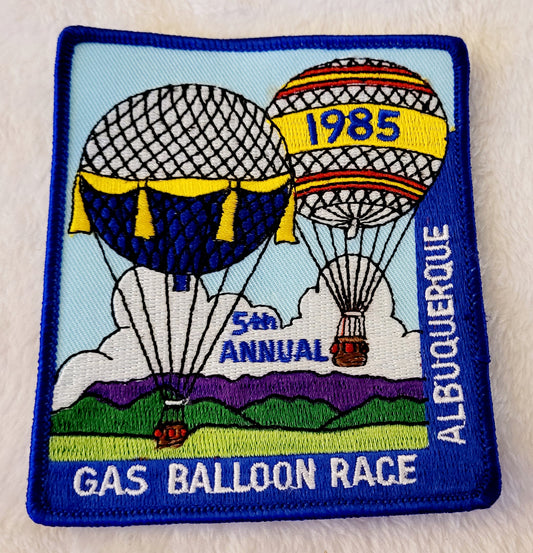 1985
5th
ANNUAL
ALBUQUERQUE
GAS BALLOON RACE